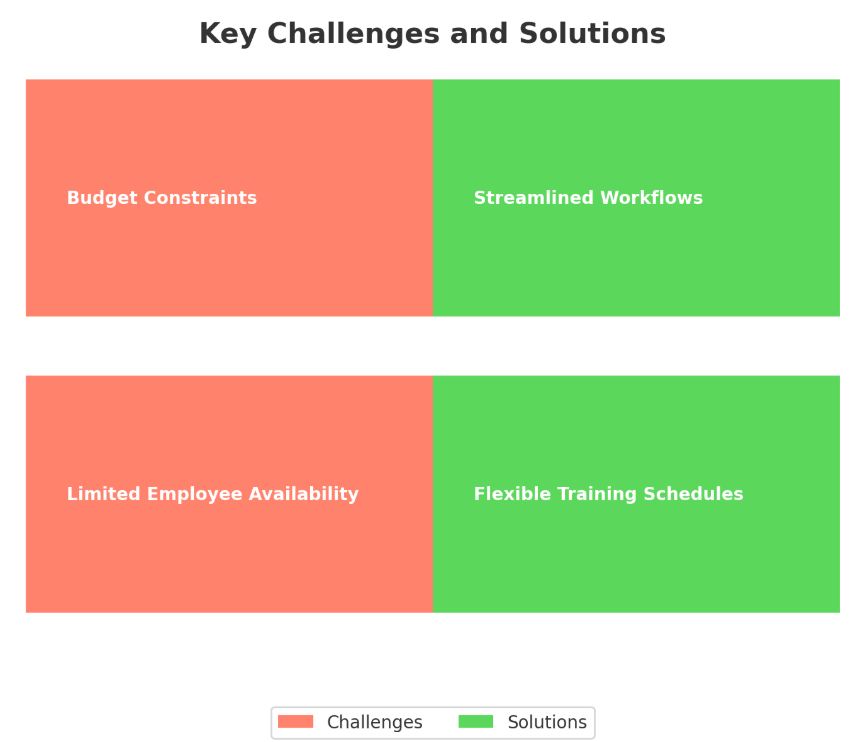 Key Challenges and Solutions
Budget Constraints
Streamlined Workflows
Limited Employee Availability
Flexible Training Schedules
Challenges
Solutions